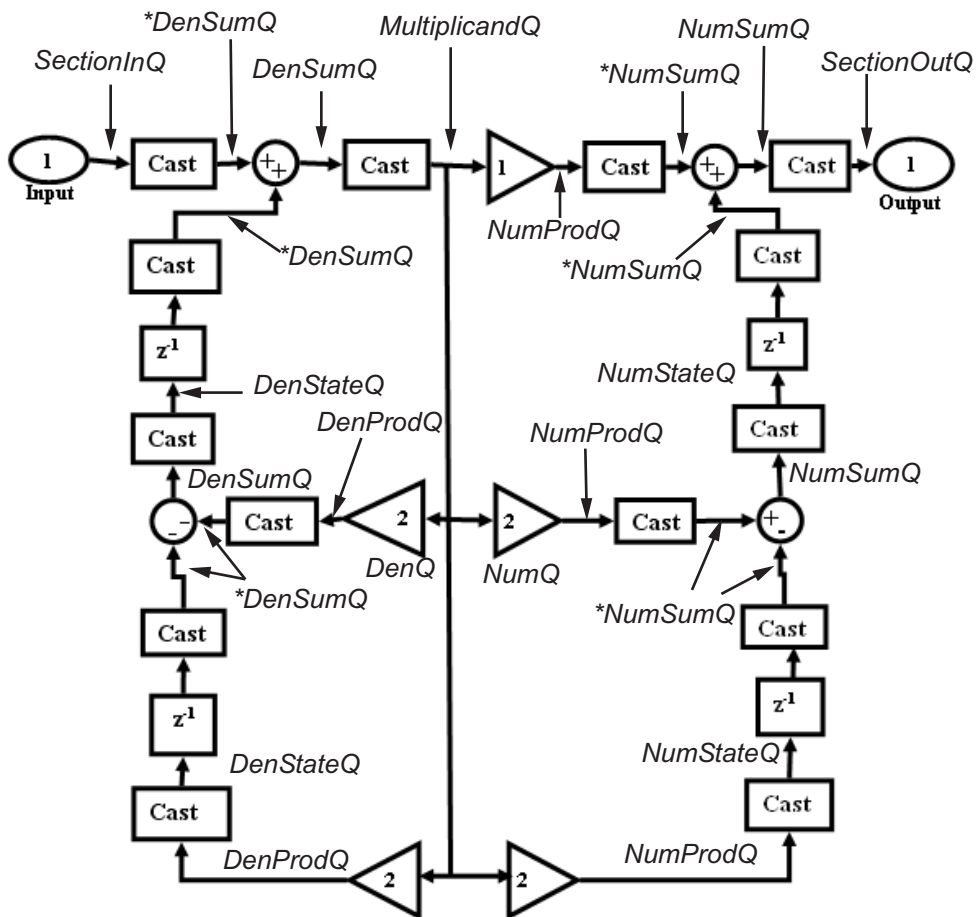 *DenSumQ
MultiplicandQ
NumSumQ
SectionInQ
DenSumQ
*NumSumQ
SectionOutQ
1
Input
Cast
++
Cast
1
Cast
++
Cast
1
Output
NumProdQ
*DenSumQ
*NumSumQ
Cast
Cast
z-1
z-1
DenStateQ
NumStateQ
DenProdQ
NumProdQ
Cast
Cast
DenSumQ
NumSumQ
--
Cast
2
2
Cast
+-
DenQ
NumQ
*DenSumQ
*NumSumQ
Cast
Cast
z-1
z-1
DenStateQ
NumStateQ
Cast
Cast
DenProdQ
2
2
NumProdQ